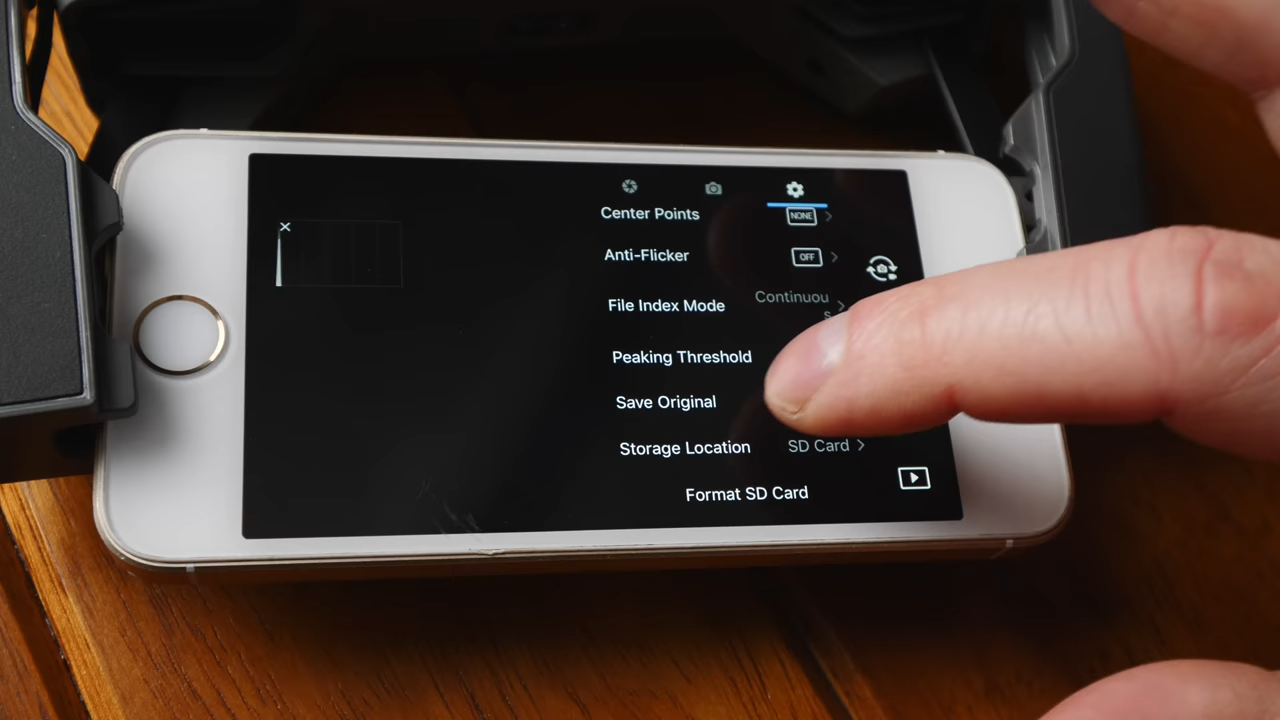 Center Points NONE
Anti-Flicker OFF
File Index Mode Continuou
s
Peaking Threshold
Save Original
Storage Location SD Card
Format SD Card